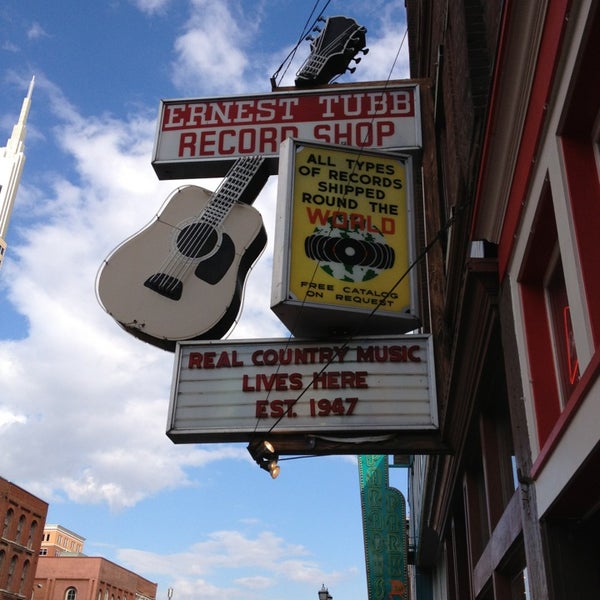 ERNEST TUBB
RECORD SHOP
ALL TYPES
OF RECORDS
SHIPPED
ROUND THE
WORLD
FREE CATALOG
ON REQUEST
REAL COUNTRY MUSIC
LIVES HERE
EST. 1947